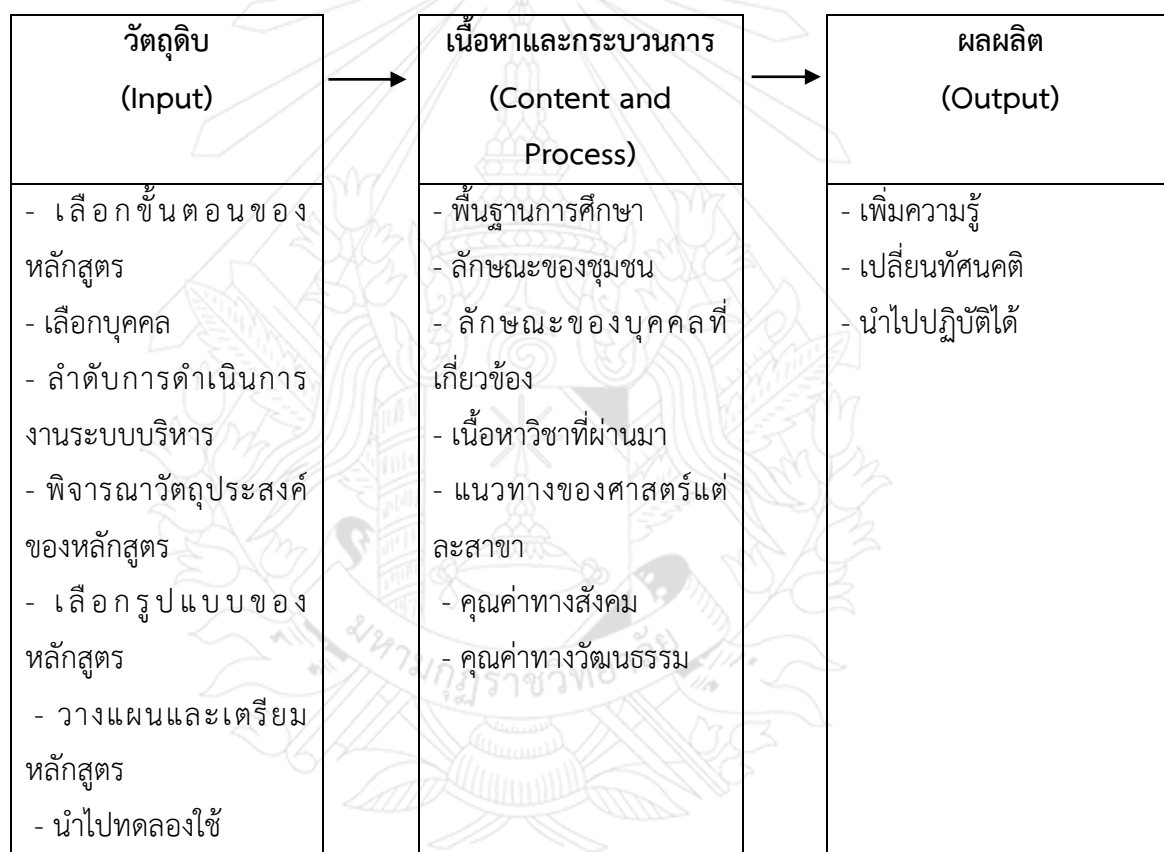 วัตถุดิบ
(Input)
- เลือกขั้นตอนของ
หลักสูตร
- เลือกบุคคล
- ลำดับการดำเนินการ
งานระบบบริหาร
- พิจารณาวัตถุประสงค์
ของหลักสูตร
- เลือกรูปแบบของ
หลักสูตร
- วางแผนและเตรียม
หลักสูตร
- นำไปทดลองใช้
เนื้อหาและกระบวนการ
(Content and
Process)
- พื้นฐานการศึกษา
- ลักษณะของชุมชน
- ลักษณะของบุคคลที่
เกี่ยวข้อง
- เนื้อหาวิชาที่ผ่านมา
- แนวทางของศาสตร์แต่
ละสาขา
- คุณค่าทางสังคม
- คุณค่าทางวัฒนธรรม
ผลผลิต
(Output)
- เพิ่มความรู้
- เปลี่ยนทัศนคติ
- นำไปปฏิบัติได้
มหามกุฏราชวิทยาลัย